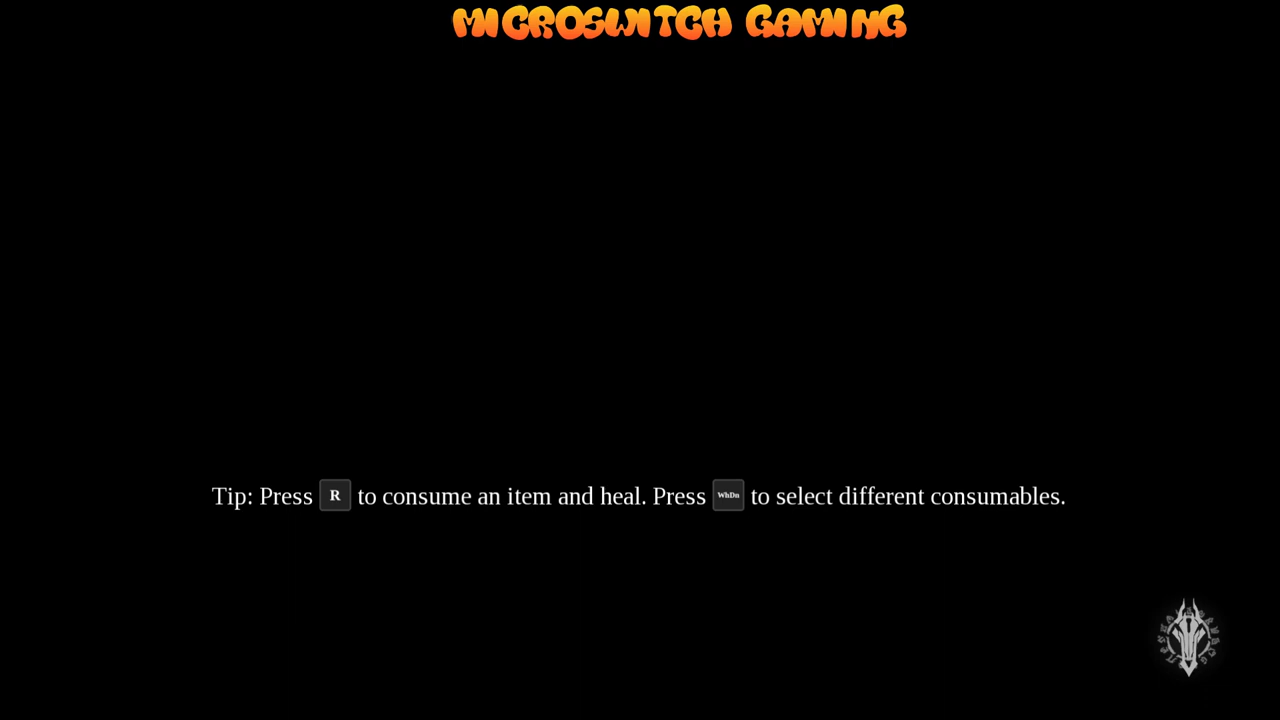 MICROSWITCH GAMING
Tip: Press R to consume an item and heal. Press WhDn to select different consumables.